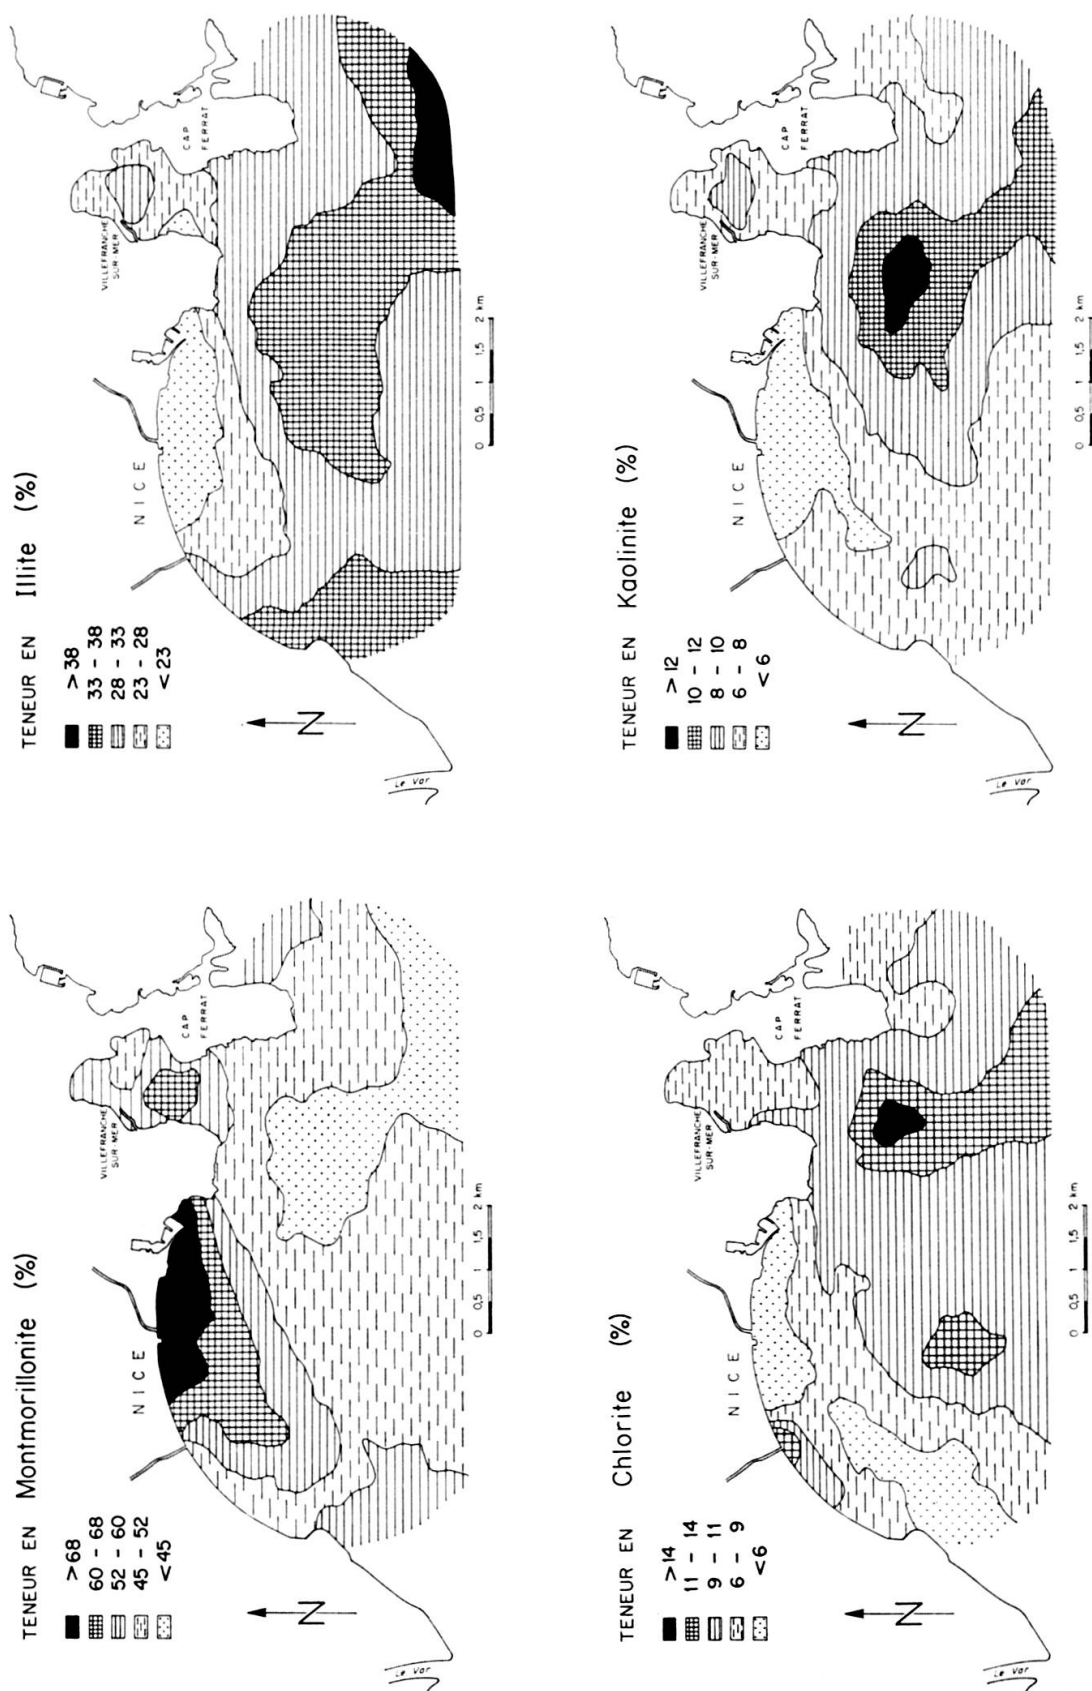 TENEUR EN Montmorillonite (%)
>68
60 - 68
52 - 60
45 - 52
<45
N
Le Var
NICE
VILLEFRANCHE
SUR-MER
CAP
FERRAT
0 0,5 1 1,5 2 km
TENEUR EN Illite (%)
>38
33 - 38
28 - 33
23 - 28
<23
N
Le Var
NICE
VILLEFRANCHE
SUR-MER
CAP
FERRAT
0 0,5 1 1,5 2 km
TENEUR EN Chlorite (%)
>14
11 - 14
9 - 11
6 - 9
<6
N
Le Var
NICE
VILLEFRANCHE
SUR-MER
CAP
FERRAT
0 0,5 1 1,5 2 km
TENEUR EN Kaolinite (%)
>12
10 - 12
8 - 10
6 - 8
<6
N
Le Var
NICE
VILLEFRANCHE
SUR-MER
CAP
FERRAT
0 0,5 1 1,5 2 km